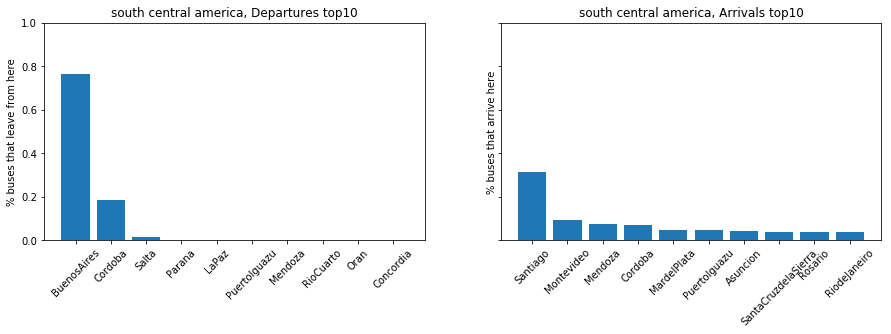 south central america, Departures top10
% buses that leave from here
1.0
0.8
0.6
0.4
0.2
0.0
BuenosAires
Cordoba
Salta
Parana
LaPaz
PuertoIguazu
Mendoza
RioCuarto
Oran
Concordia
south central america, Arrivals top10
% buses that arrive here
Santiago
Montevideo
Mendoza
Cordoba
MardelPlata
PuertoIguazu
Asuncion
SantaCruzdelaSierra
Rosario
RiodeJaneiro